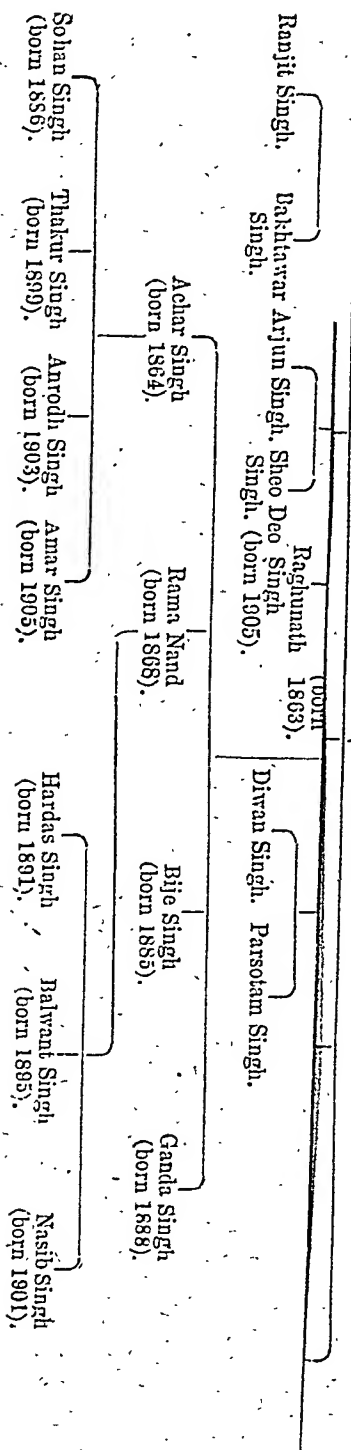 (born
1863).
Ranjit Singh.
Bakhtawar
Singh.
Arjun Singh.
Sheo Deo
Singh.
Raghunath
Singh
(born 1905).
Diwan Singh.
Parsotam Singh.
Achar Singh
(born 1864).
Rama Nand
(born 1868).
Bije Singh
(born 1885).
Ganda Singh
(born 1888).
Sohan Singh
(born 1886).
Thakur Singh
(born 1899).
Anrodh Singh
(born 1903).
Amar Singh
(born 1905).
Hardas Singh
(born 1891).
Balwant Singh
(born 1895).
Nasib Singh
(born 1901).